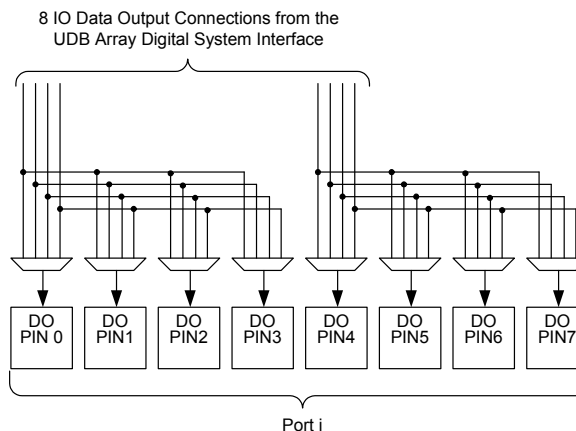 8 IO Data Output Connections from the
UDB Array Digital System Interface
DO
PIN 0
DO
PIN1
DO
PIN2
DO
PIN3
DO
PIN4
DO
PIN5
DO
PIN6
DO
PIN7
Port i